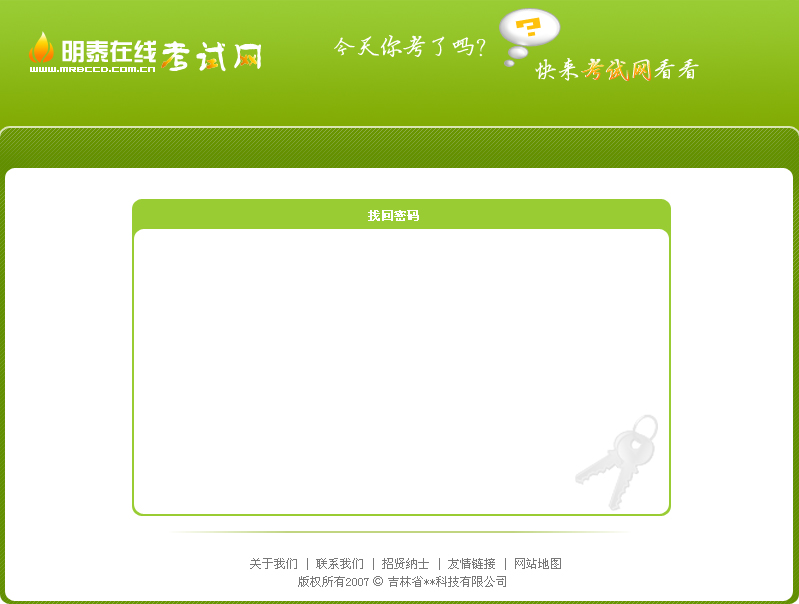 明泰在线考试网
www.mrbccd.com.cn
今天你考了吗?
?
快来考试网看看
找回密码
关于我们 | 联系我们 | 招贤纳士 | 友情链接 | 网站地图
版权所有2007 © 吉林省**科技有限公司